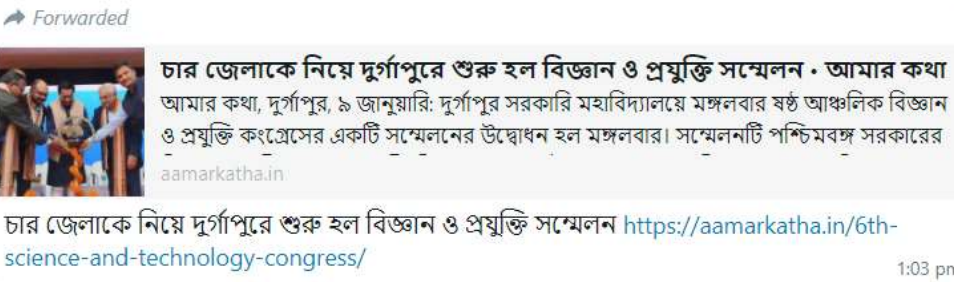 Forwarded
চার জেলাকে নিয়ে দুর্গাপুরে শুরু হল বিজ্ঞান ও প্রযুক্তি সম্মেলন • আমার কথা
আমার কথা, দুর্গাপুর, ৯ জানুয়ারি: দুর্গাপুর সরকারি মহাবিদ্যালয়ে মঙ্গলবার ষষ্ঠ আঞ্চলিক বিজ্ঞান
ও প্রযুক্তি কংগ্রেসের একটি সম্মেলনের উদ্বোধন হল মঙ্গলবার। সম্মেলনটি পশ্চিমবঙ্গ সরকারের
aamarkatha.in
চার জেলাকে নিয়ে দুর্গাপুরে শুরু হল বিজ্ঞান ও প্রযুক্তি সম্মেলন https://aamarkatha.in/6th-
science-and-technology-congress/
1:03 pm